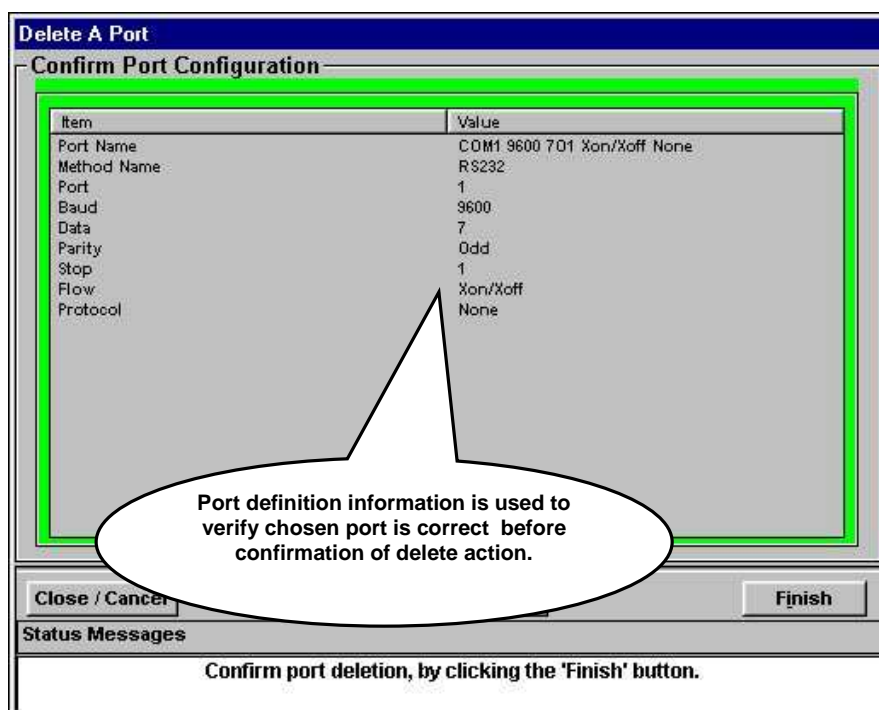 Delete A Port
Confirm Port Configuration
Item Value
Port Name COM1 9600 7O1 Xon/Xoff None
Method Name RS232
Port 1
Baud 9600
Data 7
Parity Odd
Stop 1
Flow Xon/Xoff
Protocol None
Port definition information is used to
verify chosen port is correct before
confirmation of delete action.
Close / Cancel Finish
Status Messages
Confirm port deletion, by clicking the 'Finish' button.